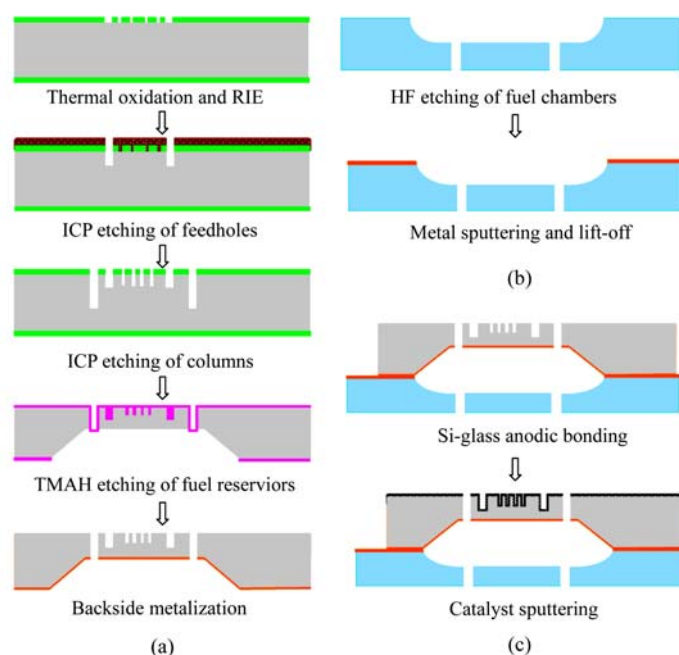 Thermal oxidation and RIE
ICP etching of feedholes
ICP etching of columns
TMAH etching of fuel reserviors
Backside metalization
(a)
HF etching of fuel chambers
Metal sputtering and lift-off
(b)
Si-glass anodic bonding
Catalyst sputtering
(c)